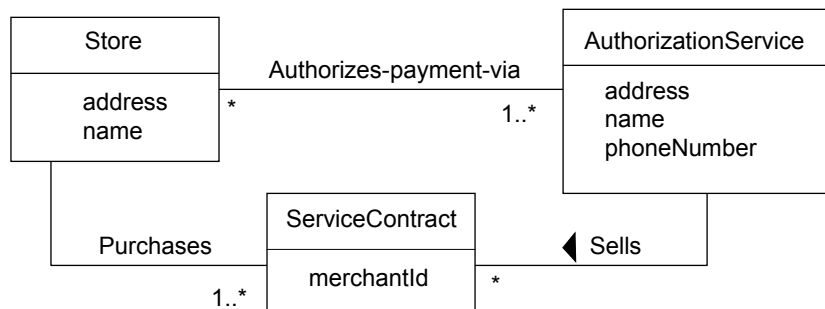 Store
AuthorizationService
Authorizes-payment-via
address
name
*
1..*
address
name
phoneNumber
ServiceContract
Purchases
Sells
merchantId
1..*
*